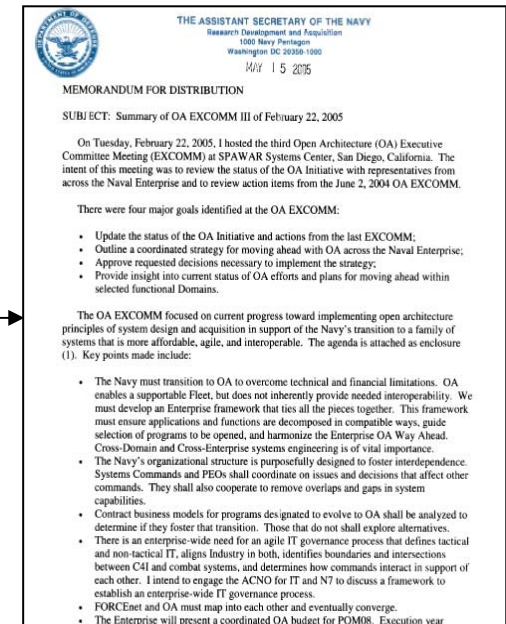 THE ASSISTANT SECRETARY OF THE NAVY
Research Development and Acquisition
1000 Navy Pentagon
Washington DC 20350-1000
MAY 15 2005
MEMORANDUM FOR DISTRIBUTION
SUBJECT: Summary of OA EXCOMM III of February 22, 2005
On Tuesday, February 22, 2005, I hosted the third Open Architecture (OA) Executive
Committee Meeting (EXCOMM) at SPAWAR Systems Center, San Diego, California. The
intent of this meeting was to review the status of the OA Initiative with representatives from
across the Naval Enterprise and to review action items from the June 2, 2004 OA EXCOMM.
There were four major goals identified at the OA EXCOMM:
• Update the status of the OA Initiative and actions from the last EXCOMM;
• Outline a coordinated strategy for moving ahead with OA across the Naval Enterprise;
• Approve requested decisions necessary to implement the strategy;
• Provide insight into current status of OA efforts and plans for moving ahead within
selected functional Domains.
The OA EXCOMM focused on current progress toward implementing open architecture
principles of system design and acquisition in support of the Navy's transition to a family of
systems that is more affordable, agile, and interoperable. The agenda is attached as enclosure
(1). Key points made include:
• The Navy must transition to OA to overcome technical and financial limitations. OA
enables a supportable Fleet, but does not inherently provide needed interoperability. We
must develop an Enterprise framework that ties all the pieces together. This framework
must ensure applications and functions are decomposed in compatible ways, guide
selection of programs to be opened, and harmonize the Enterprise OA Way Ahead.
Cross-Domain and Cross-Enterprise systems engineering is of vital importance.
• The Navy's organizational structure is purposefully designed to foster interdependence.
Systems Commands and PEOs shall coordinate on issues and decisions that affect other
commands. They shall also cooperate to remove overlaps and gaps in system
capabilities.
• Contract business models for programs designated to evolve to OA shall be analyzed to
determine if they foster that transition. Those that do not shall explore alternatives.
• There is an enterprise-wide need for an agile IT governance process that defines tactical
and non-tactical IT, aligns Industry in both, identifies boundaries and intersections
between C4I and combat systems, and determines how commands interact in support of
each other. I intend to engage the ACNO for IT and N7 to discuss a framework to
establish an enterprise-wide IT governance process.
• FORCEnet and OA must map into each other and eventually converge.
• The Enterprise will present a coordinated OA budget for POM08. Execution year